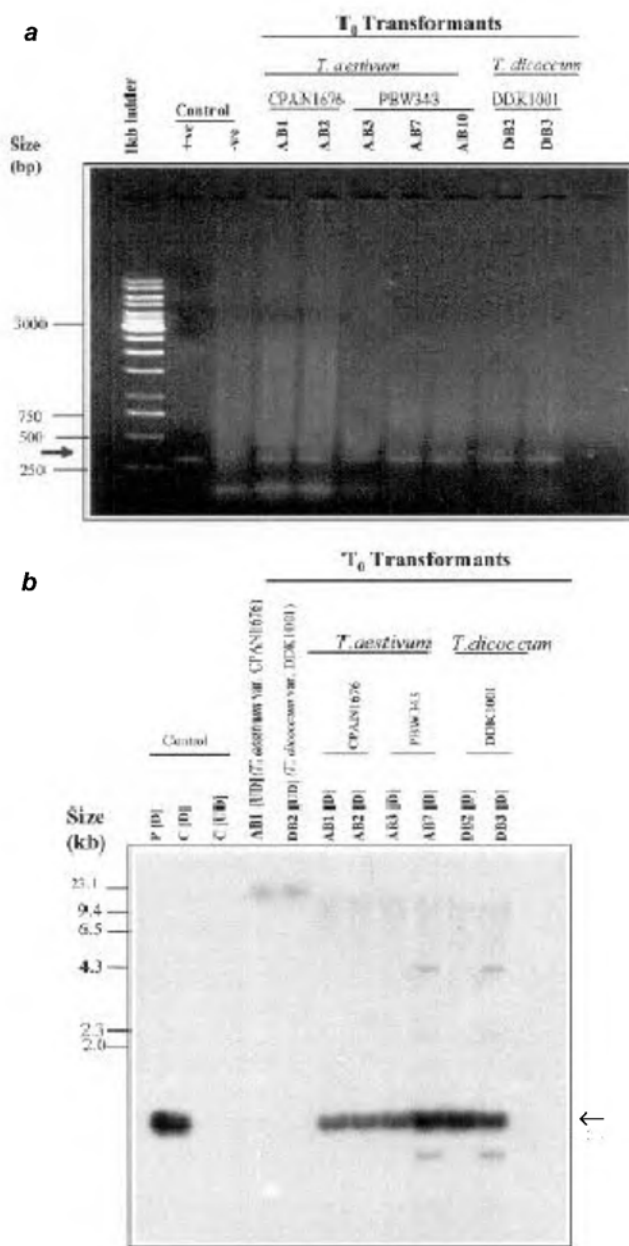 a
T0 Transformants
T. aestivum T. dicoccum
Control CPAN1676 PBW343 DDK1001
Size (bp)
1kb ladder
+ve
-ve
AB1
AB2
AB3
AB7
AB10
DB2
DB3
3000
750
500
250
b
T0 Transformants
T.aestivum T.dicoccum
Control
CPAN1676
PBW343
DDK1001
Size (kb)
P [D]
C [D]
C [UD]
AB1 [UD] (T. aestivum var. CPAN1676)
DB2 [UD] (T. dicoccum var. DDK1001)
AB1 [D]
AB2 [D]
AB3 [D]
AB7 [D]
DB2 [D]
DB3 [D]
23.1
9.4
6.5
4.3
2.3
2.0
←